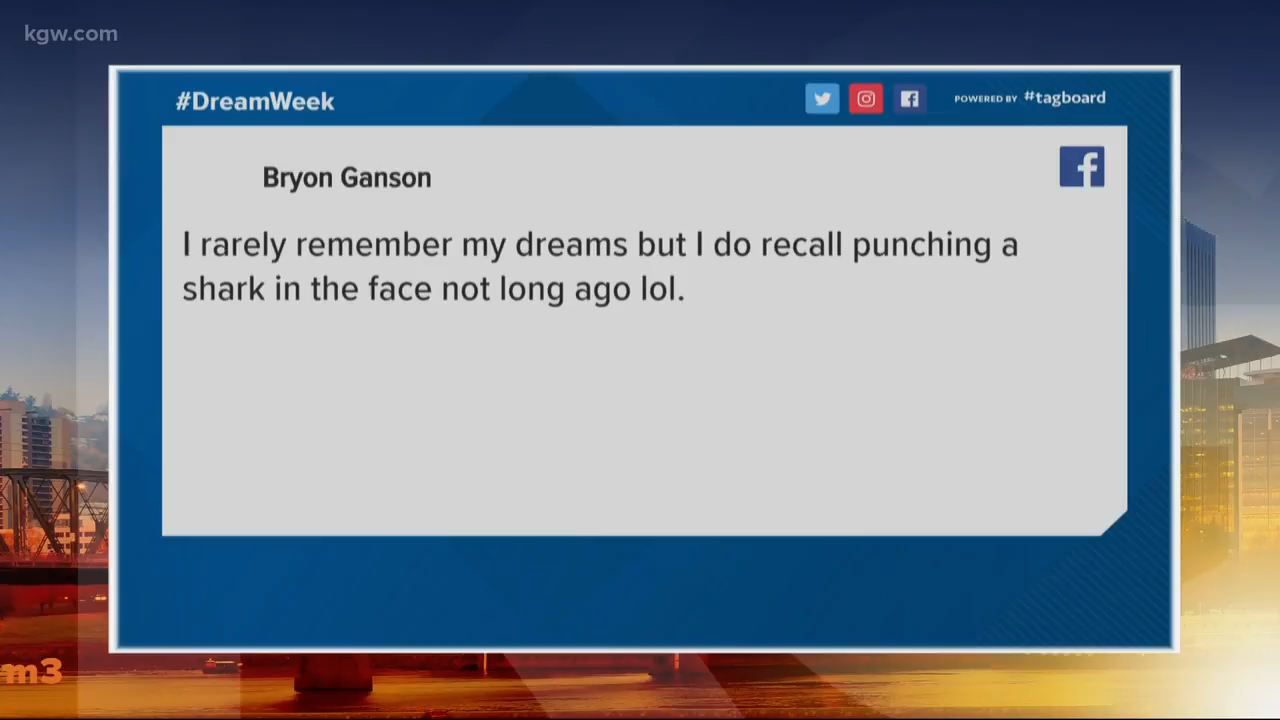 kgw.com
#DreamWeek
POWERED BY #tagboard
Bryon Ganson
I rarely remember my dreams but I do recall punching a
shark in the face not long ago lol.
m3